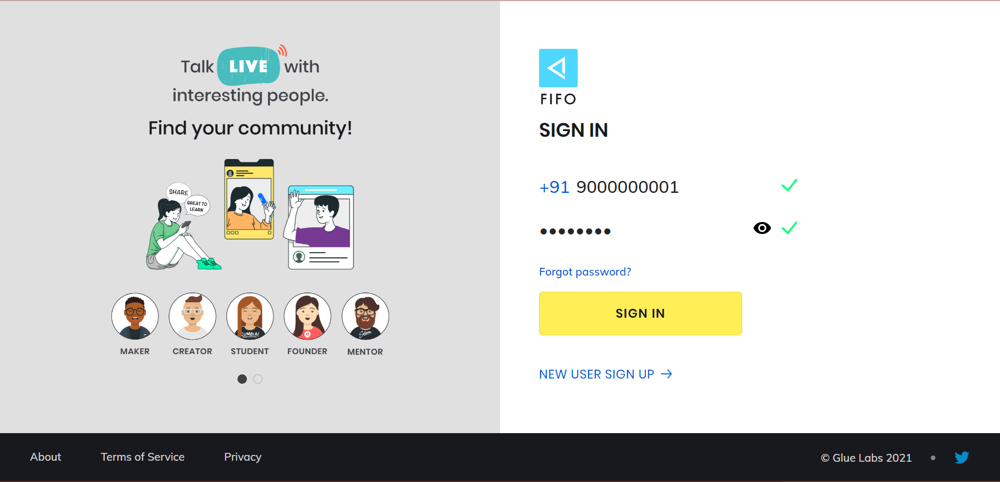 Talk LIVE with
interesting people.
Find your community!
SHARE
GREAT TO
LEARN
CUMBIA!
Selena
MAKER CREATOR STUDENT FOUNDER MENTOR
FIFO
SIGN IN
+91 9000000001
••••••••
Forgot password?
SIGN IN
NEW USER SIGN UP →
About Terms of Service Privacy
© Glue Labs 2021 •